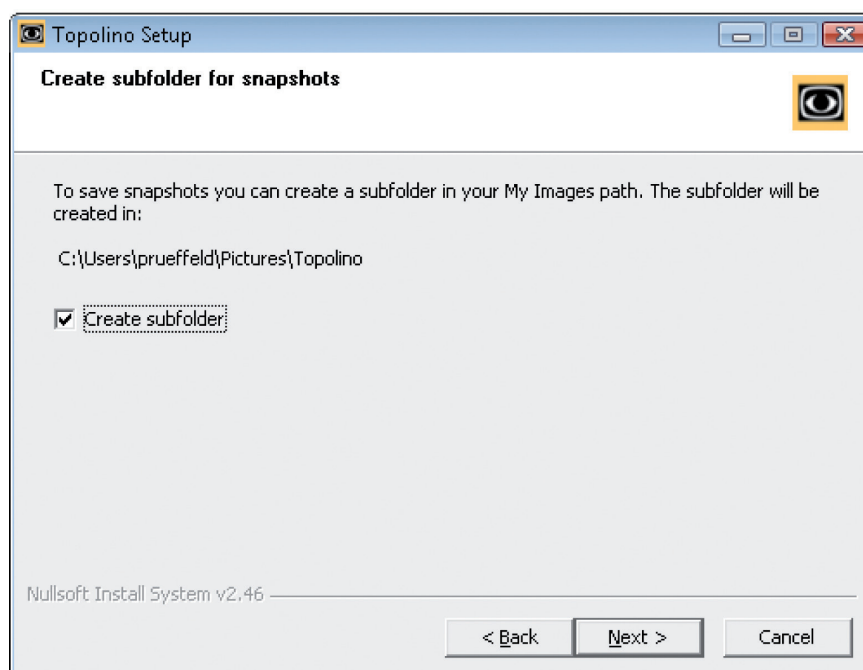 Topolino Setup
Create subfolder for snapshots
To save snapshots you can create a subfolder in your My Images path. The subfolder will be
created in:
C:\Users\prueffeld\Pictures\Topolino
Create subfolder
Nullsoft Install System v2.46
< Back
Next >
Cancel